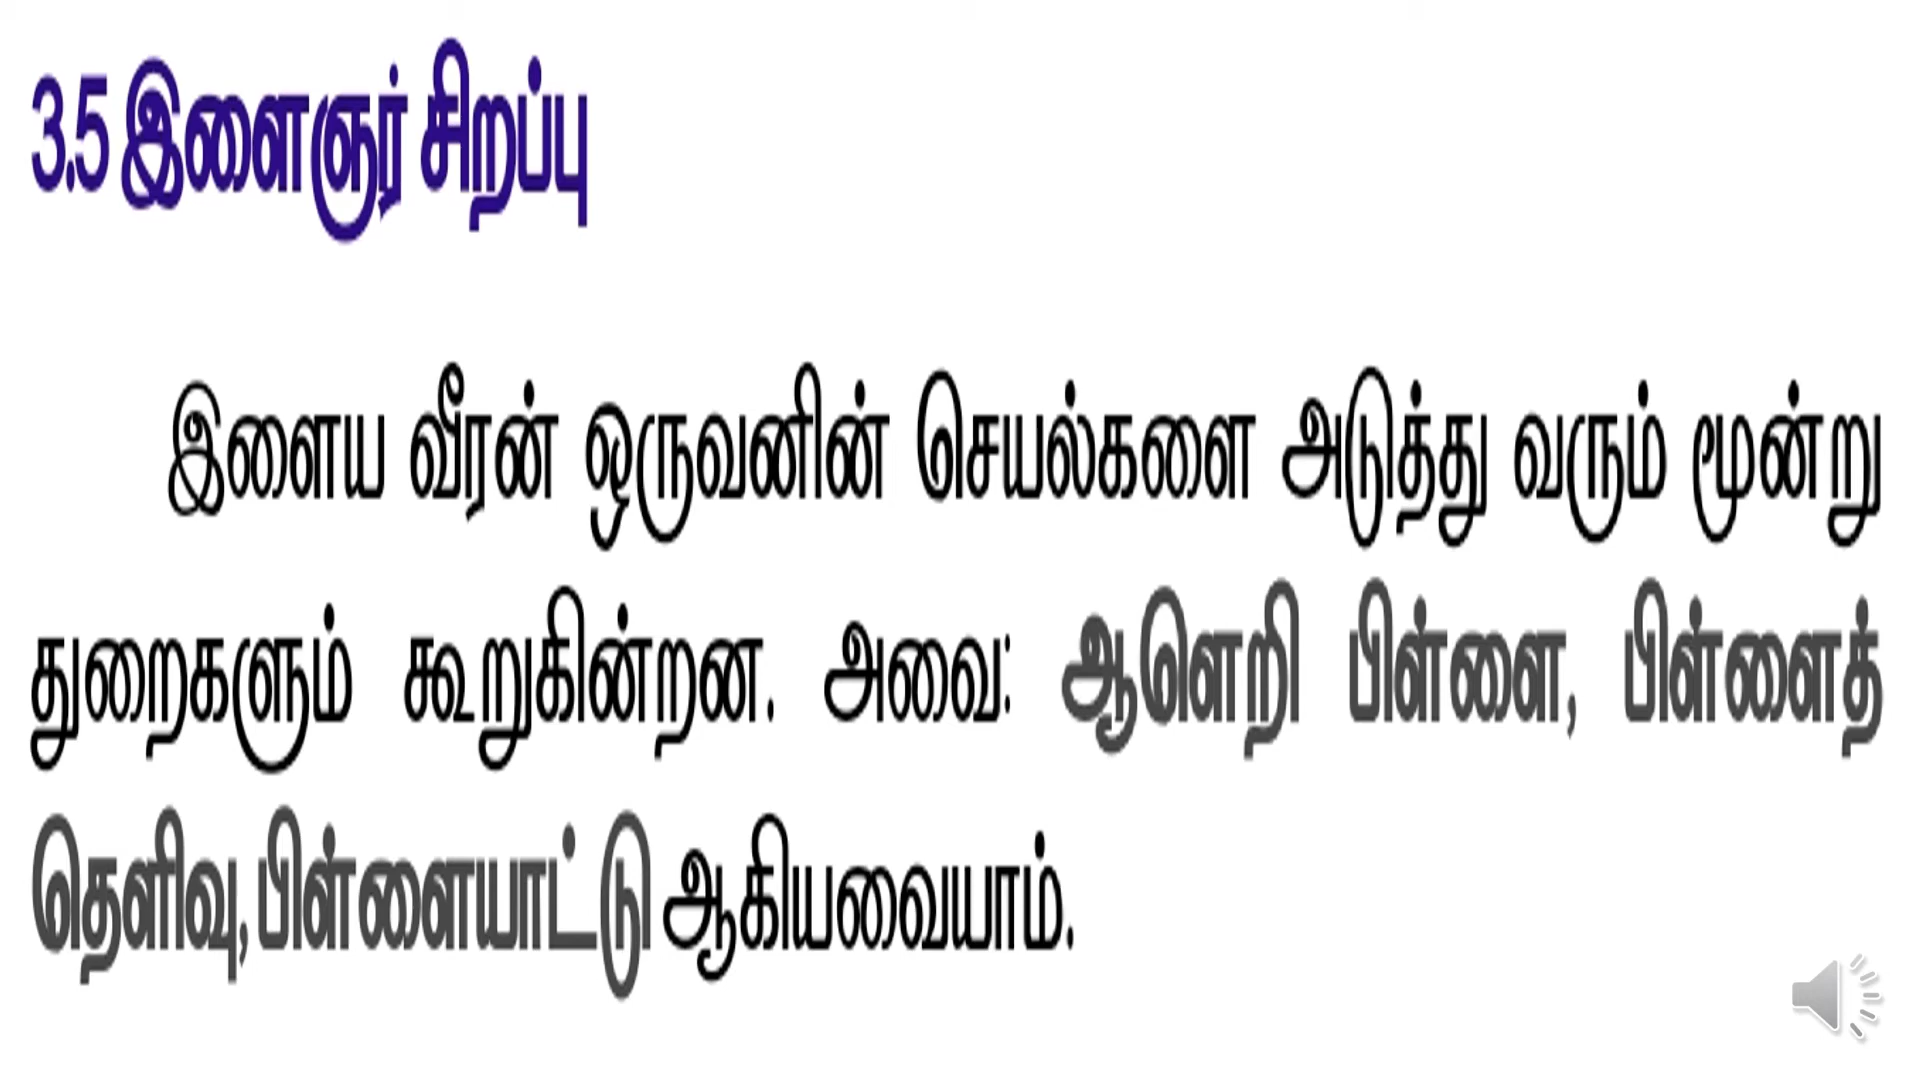 3.5 இளைஞர் சிறப்பு
இளைய வீரன் ஒருவனின் செயல்களை அடுத்து வரும் மூன்று
துறைகளும் கூறுகின்றன. அவை: ஆளெறி பிள்ளை, பிள்ளைத்
தெளிவு, பிள்ளையாட்டு ஆகியவையாம்.